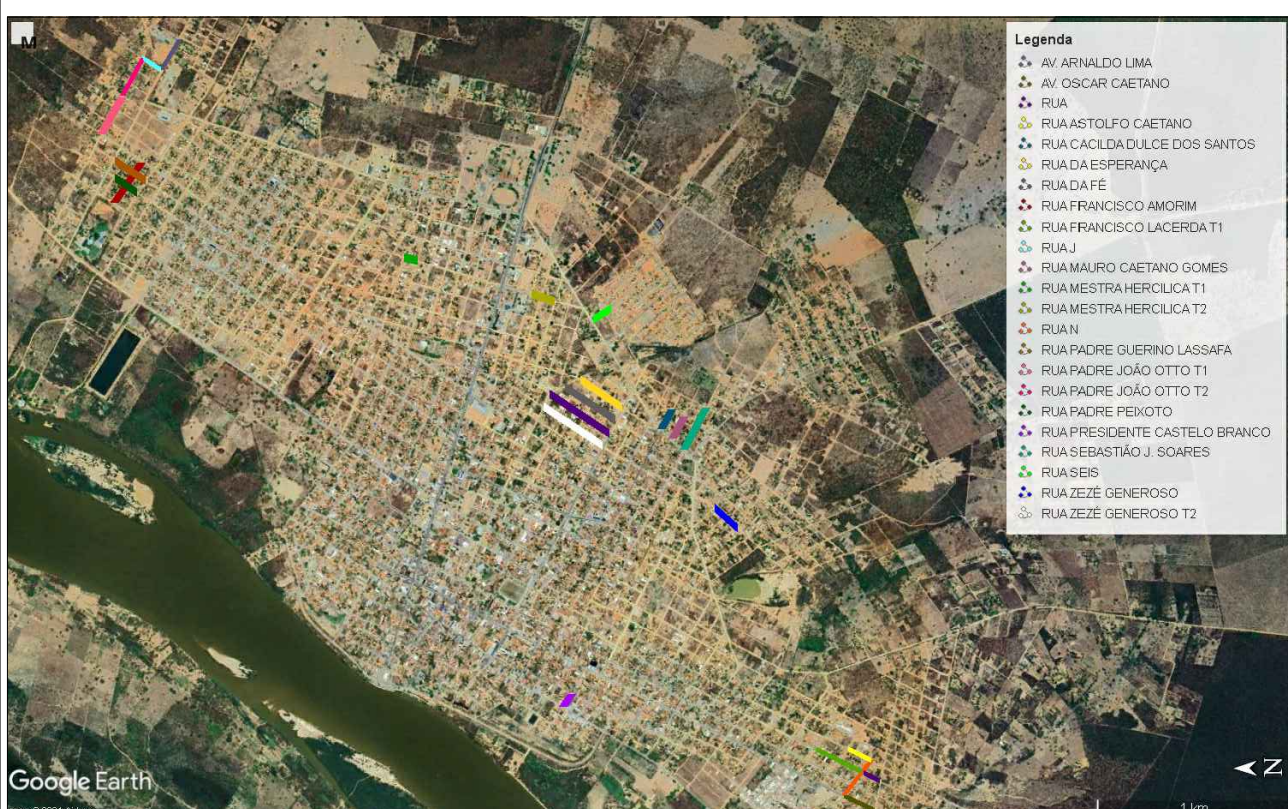 M
Legenda
AV. ARNALDO LIMA
AV. OSCAR CAETANO
RUA
RUA ASTOLFO CAETANO
RUA CACILDA DULCE DOS SANTOS
RUA DA ESPERANÇA
RUA DA FÉ
RUA FRANCISCO AMORIM
RUA FRANCISCO LACERDA T1
RUA J
RUA MAURO CAETANO GOMES
RUA MESTRA HERCILICA T1
RUA MESTRA HERCILICA T2
RUA N
RUA PADRE GUERINO LASSAFA
RUA PADRE JOÃO OTTO T1
RUA PADRE JOÃO OTTO T2
RUA PADRE PEIXOTO
RUA PRESIDENTE CASTELO BRANCO
RUA SEBASTIÃO J. SOARES
RUA SEIS
RUA ZEZÉ GENEROSO
RUA ZEZÉ GENEROSO T2
Google Earth
N
1 km